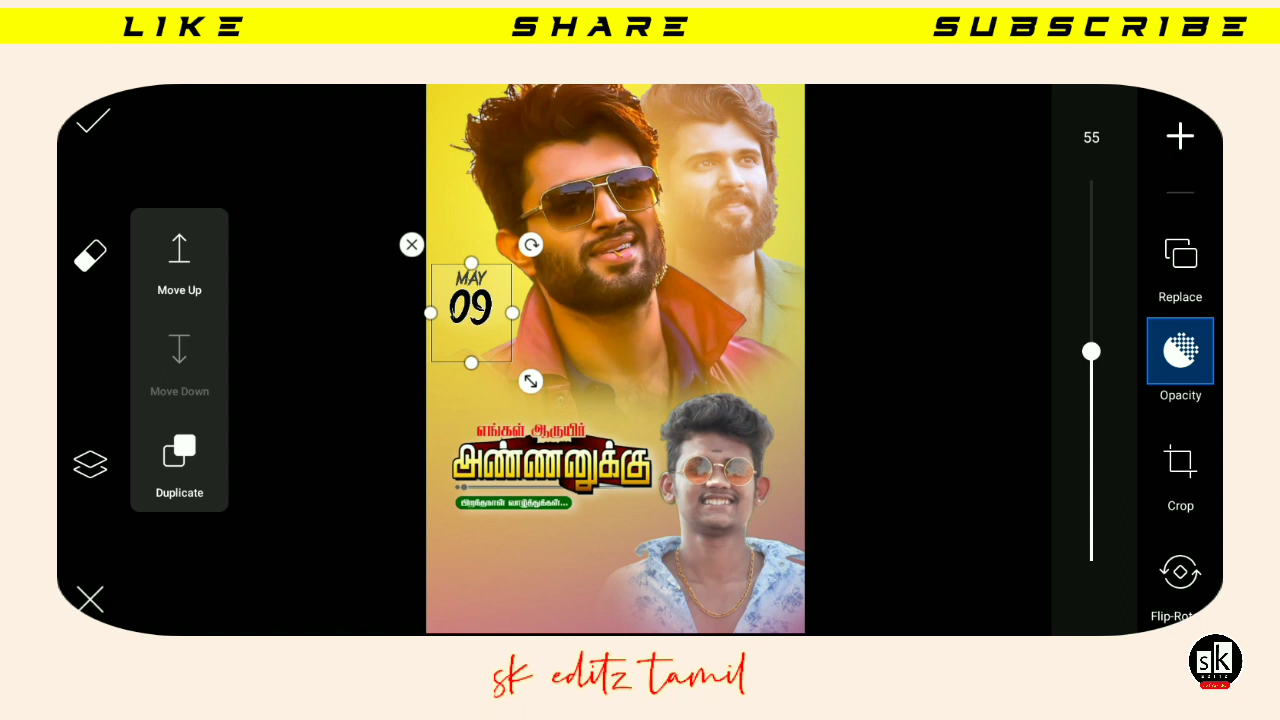 LIKE SHARE SUBSCRIBE
55
Move Up
Move Down
Duplicate
Replace
Opacity
Crop
Flip-Rot
MAY
09
எங்கள் ஆருயிர்
அண்ணனுக்கு
பிறந்தநாள் வாழ்த்துக்கள்...
sk editz tamil
sk